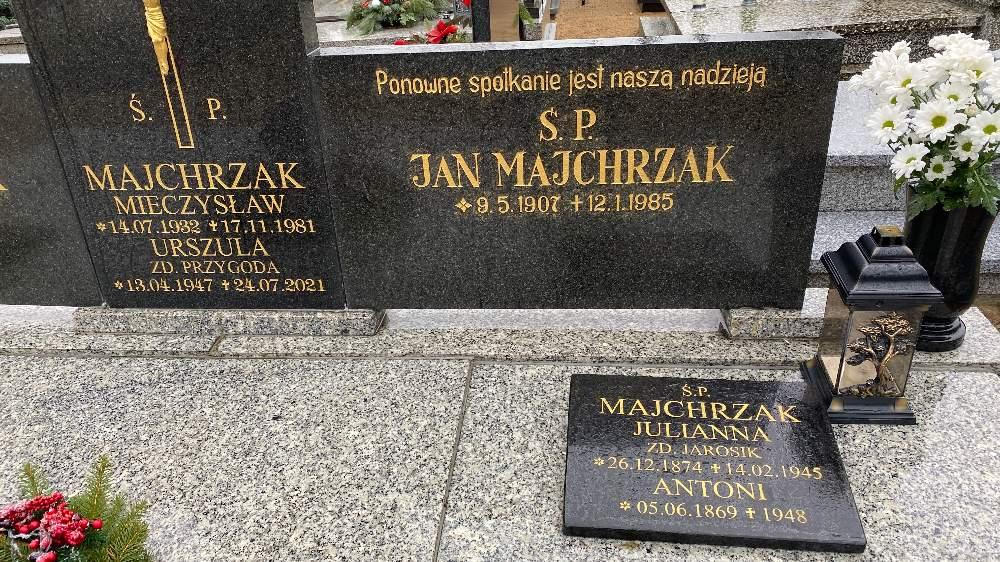 Ś. P.
MAJCHRZAK
MIECZYSŁAW
*14.07.1932 ✝17.11.1981
URSZULA
ZD. PRZYGODA
*13.04.1947 ✝24.07.2021
Ponowne spotkanie jest naszą nadzieją
Ś. P.
JAN MAJCHRZAK
✥9.5.1907 ✝12.1.1985
Ś.P.
MAJCHRZAK
JULIANNA
ZD. JAROSIK
*26.12.1874 ✝14.02.1945
ANTONI
*05.06.1869 ✝ 1948